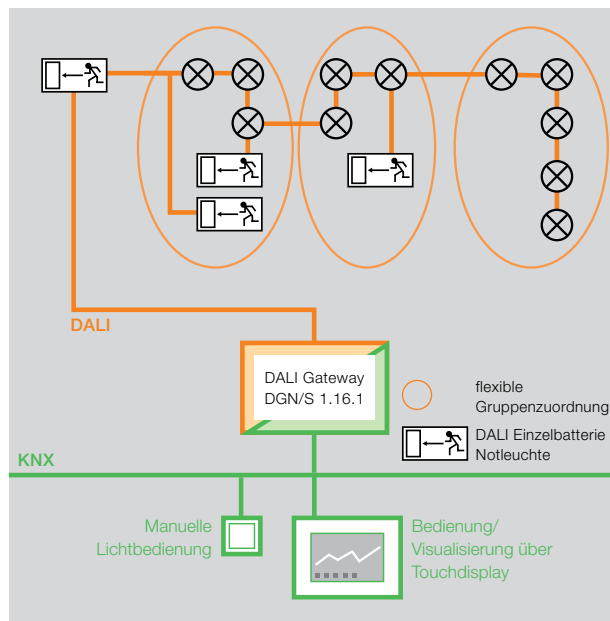 DALI
DALI Gateway
DGN/S 1.16.1
flexible
Gruppenzuordnung
DALI Einzelbatterie
Notleuchte
KNX
Manuelle
Lichtbedienung
Bedienung/
Visualisierung über
Touchdisplay